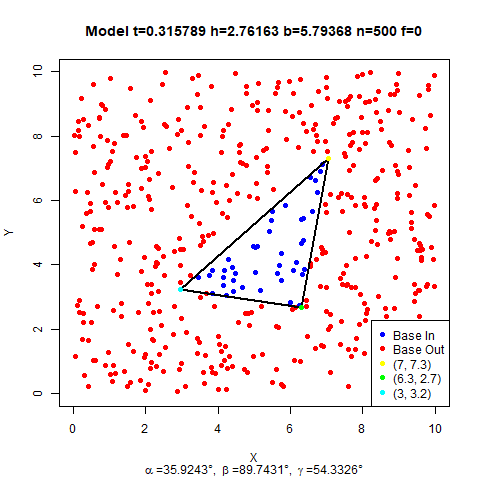 Model t=0.315789 h=2.76163 b=5.79368 n=500 f=0
10
8
6
4
2
0
Y
Base In
Base Out
(7, 7.3)
(6.3, 2.7)
(3, 3.2)
0 2 4 6 8 10
X
α=35.9243°, β=89.7431°, γ=54.3326°